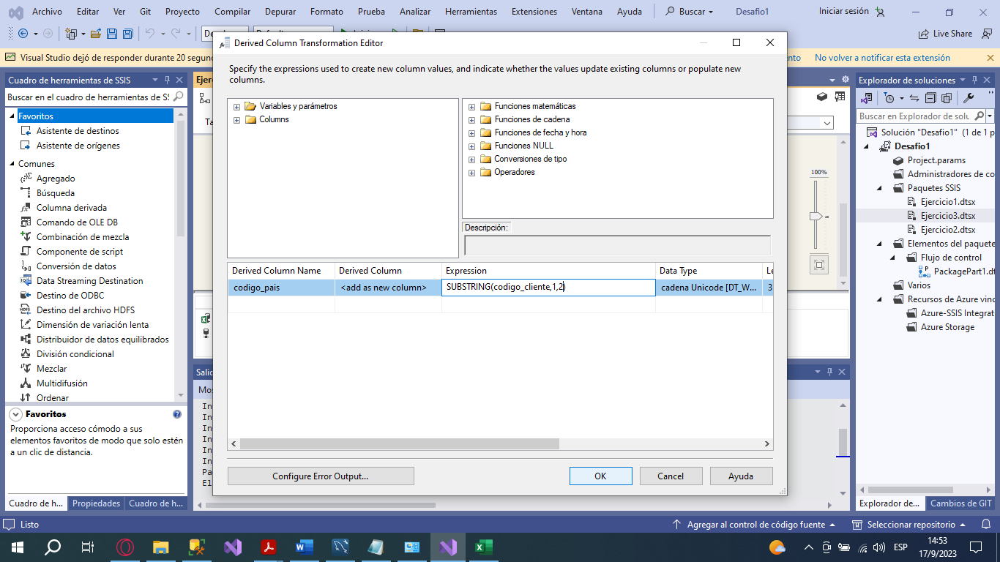 Archivo Editar Ver Git Proyecto Compilar Depurar Formato Prueba Analizar Herramientas Extensiones Ventana Ayuda Buscar Desafio1 Iniciar sesión
Live Share
Visual Studio dejó de responder durante 20 segun
No volver a notificar esta extensión
Cuadro de herramientas de SSIS
Buscar en el cuadro de herramientas de SS
Favoritos
Asistente de destinos
Asistente de orígenes
Comunes
Agregado
Búsqueda
Columna derivada
Comando de OLE DB
Combinación de mezcla
Componente de script
Conversión de datos
Data Streaming Destination
Destino de ODBC
Destino del archivo HDFS
Dimensión de variación lenta
Distribuidor de datos equilibrados
División condicional
Mezclar
Multidifusión
Ordenar
Favoritos
Proporciona acceso cómodo a sus
elementos favoritos de modo que solo estén
a un clic de distancia.
Cuadro de h... Propiedades Cuadro de h...
Derived Column Transformation Editor
Specify the expressions used to create new column values, and indicate whether the values update existing columns or populate new
columns.
Variables y parámetros
Columns
Funciones matemáticas
Funciones de cadena
Funciones de fecha y hora
Funciones NULL
Conversiones de tipo
Operadores
Descripción:
Derived Column Name Derived Column Expression Data Type Le
codigo_pais <add as new column> SUBSTRING(codigo_cliente,1,2) cadena Unicode [DT_W... 3
Configure Error Output... OK Cancel Ayuda
100%
Explorador de soluciones
Buscar en Explorador de solu
Solución "Desafio1" (1 de 1 p
Desafio1
Project.params
Administradores de co
Paquetes SSIS
Ejercicio1.dtsx
Ejercicio3.dtsx
Ejercicio2.dtsx
Elementos del paquete
Flujo de control
PackagePart1.dt
Varios
Recursos de Azure vinc
Azure-SSIS Integrat
Azure Storage
Explorador de... Cambios de GIT
Listo
Agregar al control de código fuente Seleccionar repositorio
ESP
14:53
17/9/2023